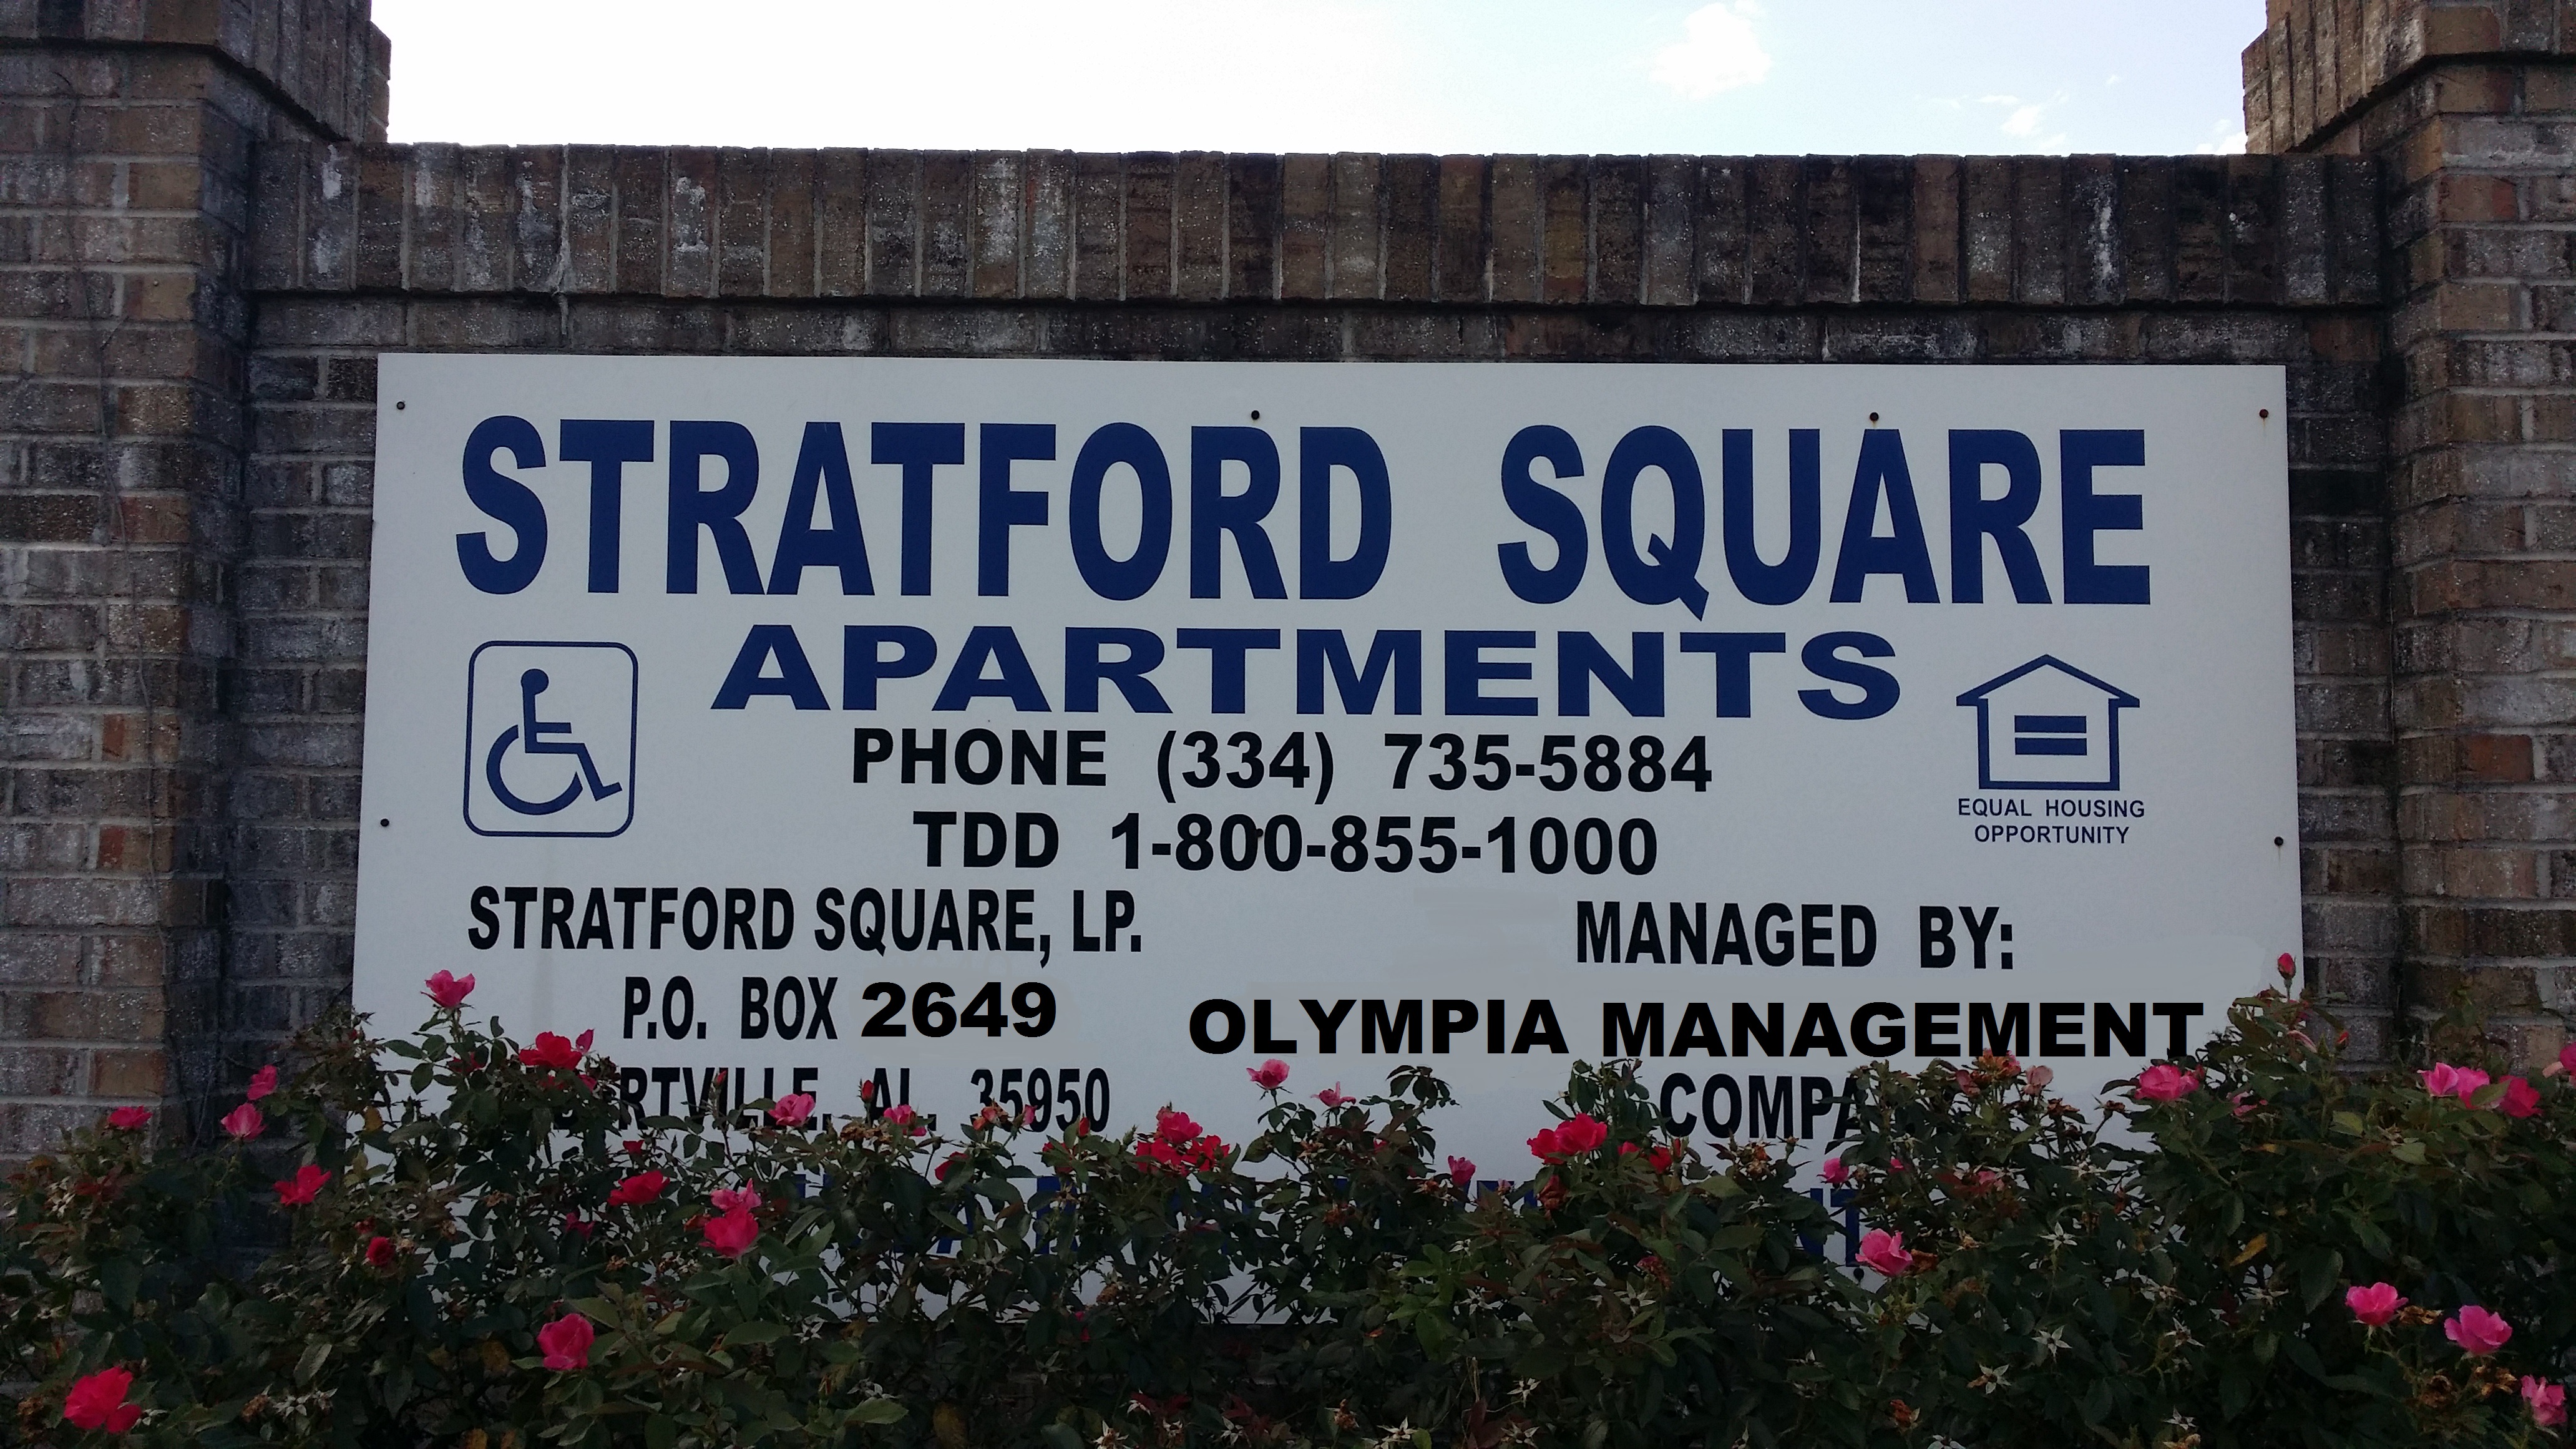 STRATFORD SQUARE
APARTMENTS
PHONE (334) 735-5884
TDD 1-800-855-1000
EQUAL HOUSING
OPPORTUNITY
STRATFORD SQUARE, LP.
P.O. BOX 2649
AL. 35950
MANAGED BY:
OLYMPIA MANAGEMENT